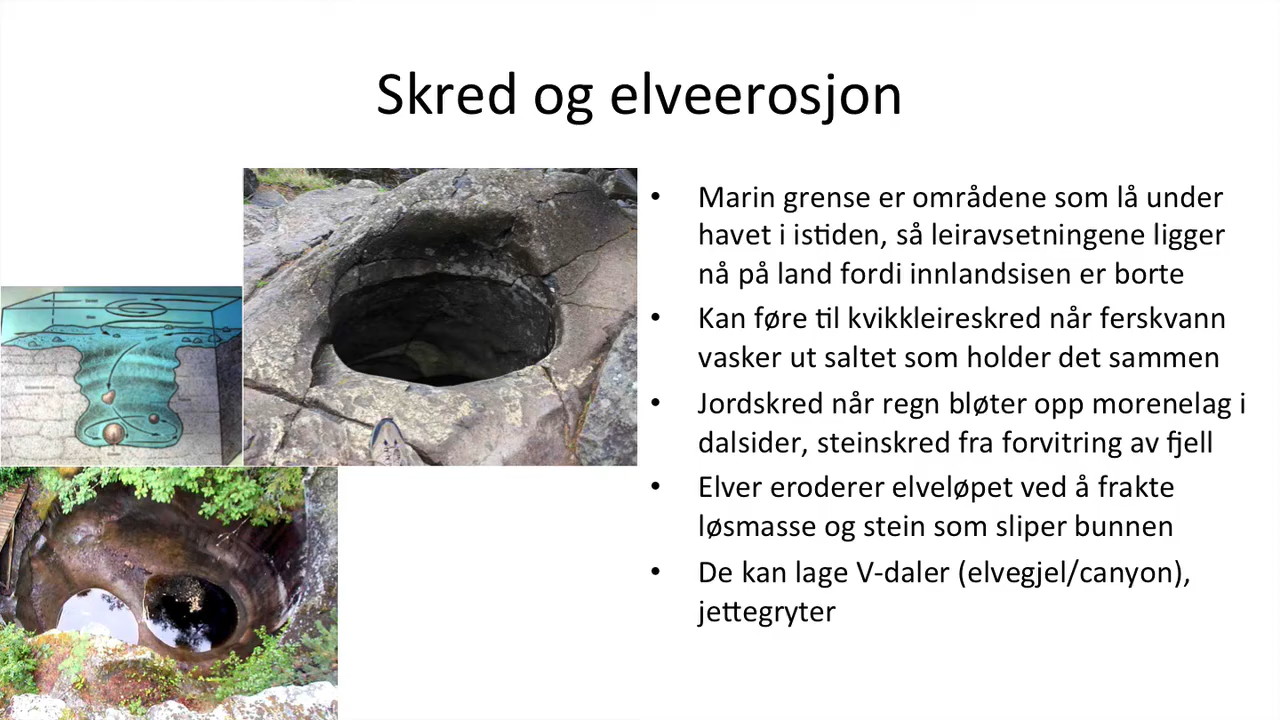 Skred og elveerosjon
• Marin grense er områdene som lå under
havet i istiden, så leiravsetningene ligger
nå på land fordi innlandsisen er borte
• Kan føre til kvikkleireskred når ferskvann
vasker ut saltet som holder det sammen
• Jordskred når regn bløter opp morenelag i
dalsider, steinskred fra forvitring av fjell
• Elver eroderer elveløpet ved å frakte
løsmasse og stein som sliper bunnen
• De kan lage V-daler (elvegjel/canyon),
jettegryter